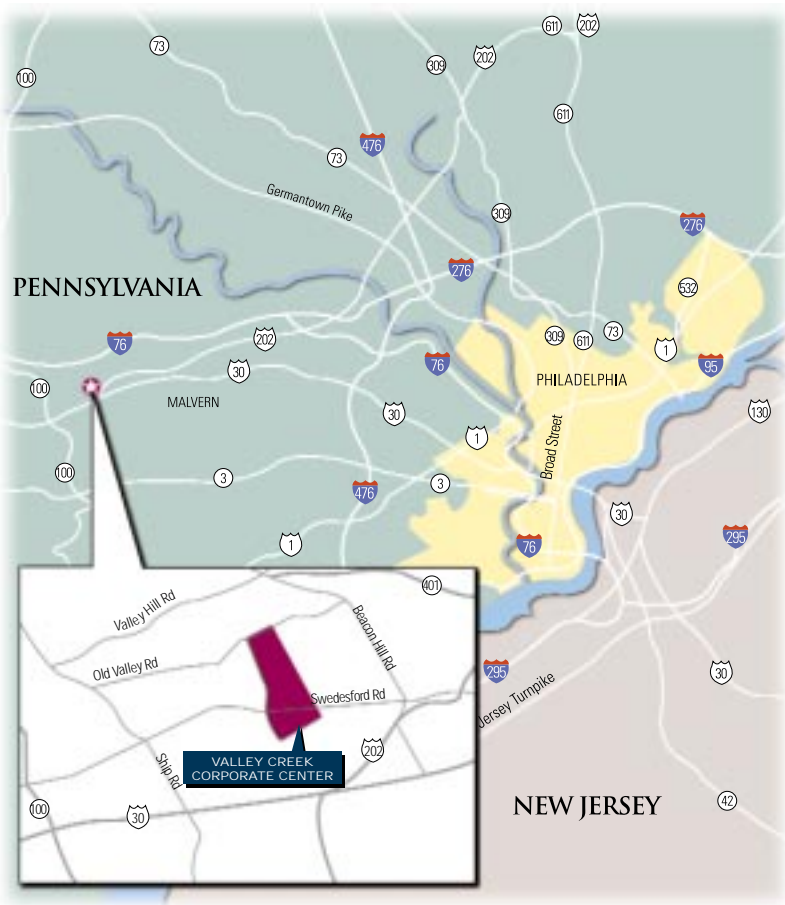 611
202
73
309
202
100
611
476
73
Germantown Pike
309
276
276
PENNSYLVANIA
532
76
202
309
611
73
1
76
95
30
PHILADELPHIA
100
MALVERN
30
130
1
Broad Street
100
3
3
476
30
1
76
295
401
Valley Hill Rd
Beacon Hill Rd
Old Valley Rd
295
30
Swedesford Rd
Jersey Turnpike
202
VALLEY CREEK
CORPORATE CENTER
Ship Rd
100
30
NEW JERSEY
42